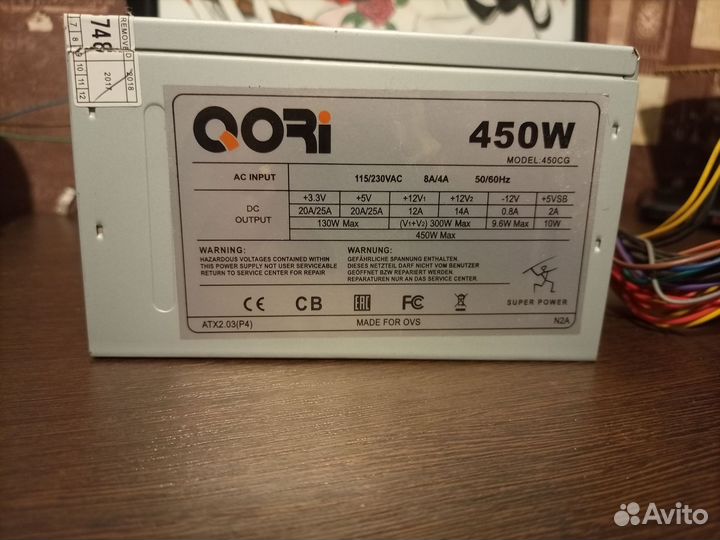 REMOVED
748
7 8 9 10 11 12
2017 2018
QORI
450W
MODEL:450CG
AC INPUT 115/230VAC 8A/4A 50/60Hz
DC OUTPUT +3.3V +5V +12V1 +12V2 -12V +5VSB
20A/25A 20A/25A 12A 14A 0.8A 2A
130W Max (V1+V2) 300W Max 9.6W Max 10W
450W Max
WARNING:
HAZARDOUS VOLTAGES CONTAINED WITHIN
THIS POWER SUPPLY NOT USER SERVICEABLE
RETURN TO SERVICE CENTER FOR REPAIR
WARNUNG:
GEFÄHRLICHE SPANNUNG ENTHALTEN.
DIESES NETZTEIL DARF NICHT VOM BENUTZER
GEÖFFNET BZW REPARIERT WERDEN.
REPARATUREN NUR AN DAS SERVICE CENTER.
CE CB EAC FC
SUPER POWER
ATX2.03(P4) MADE FOR OVS N2A
Avito